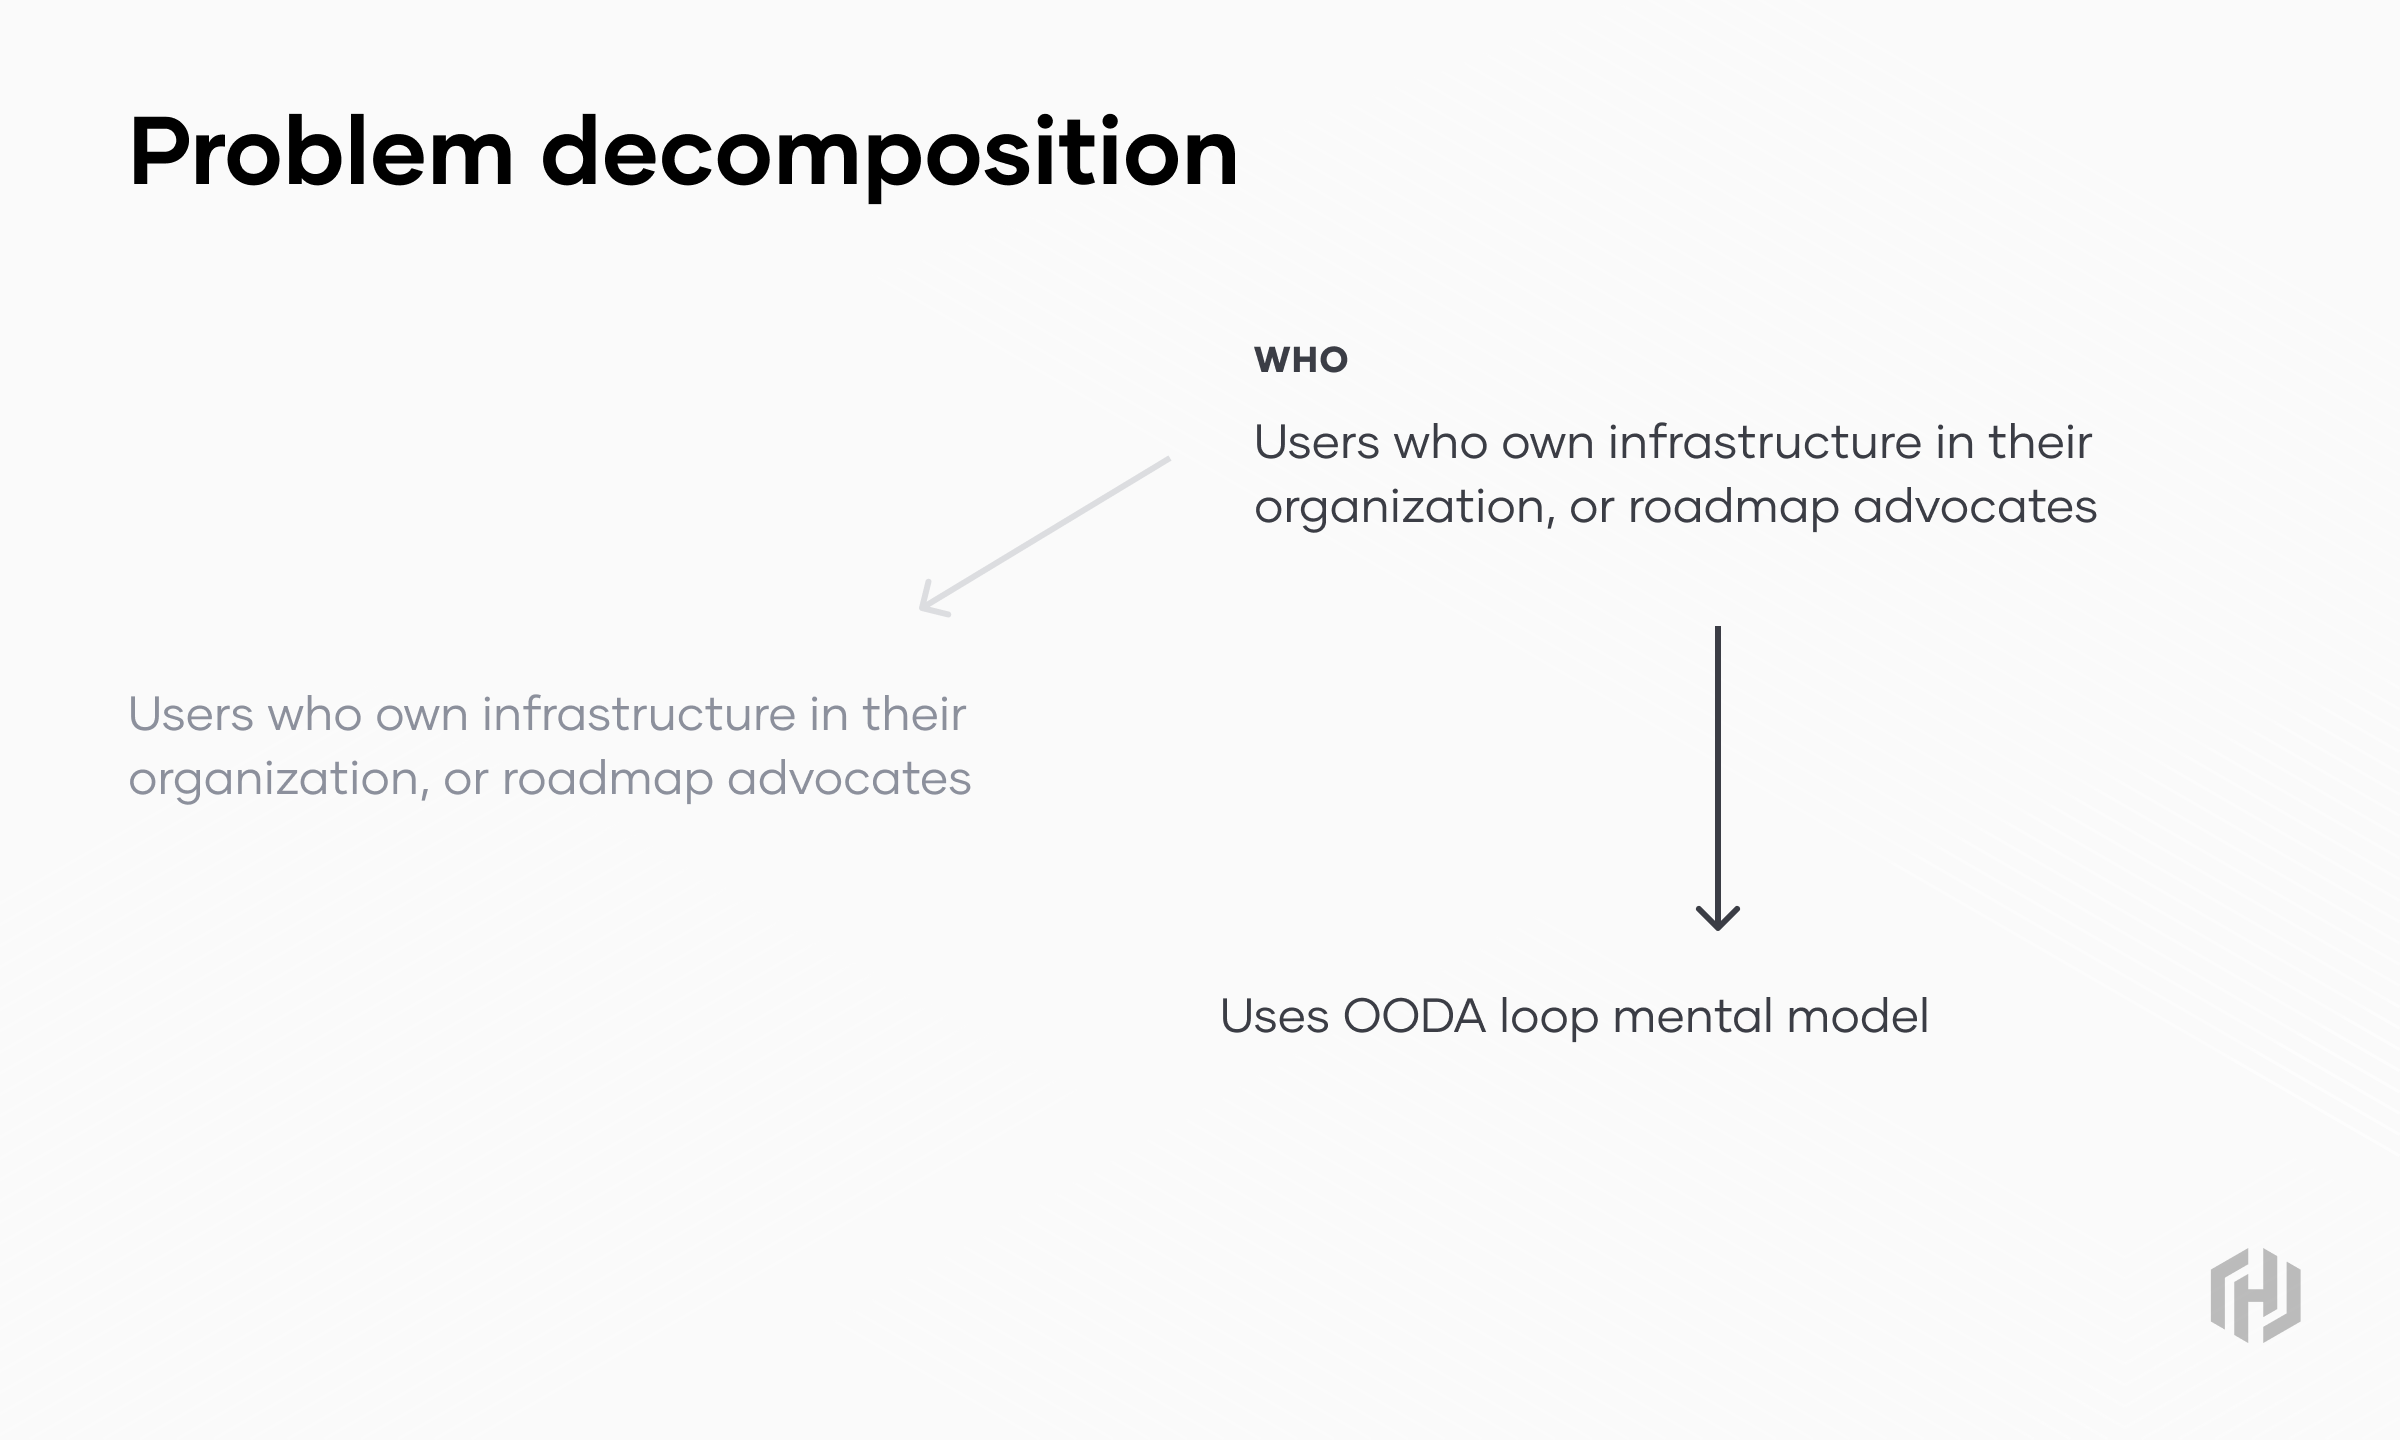 Problem decomposition
WHO
Users who own infrastructure in their
organization, or roadmap advocates
Users who own infrastructure in their
organization, or roadmap advocates
Uses OODA loop mental model